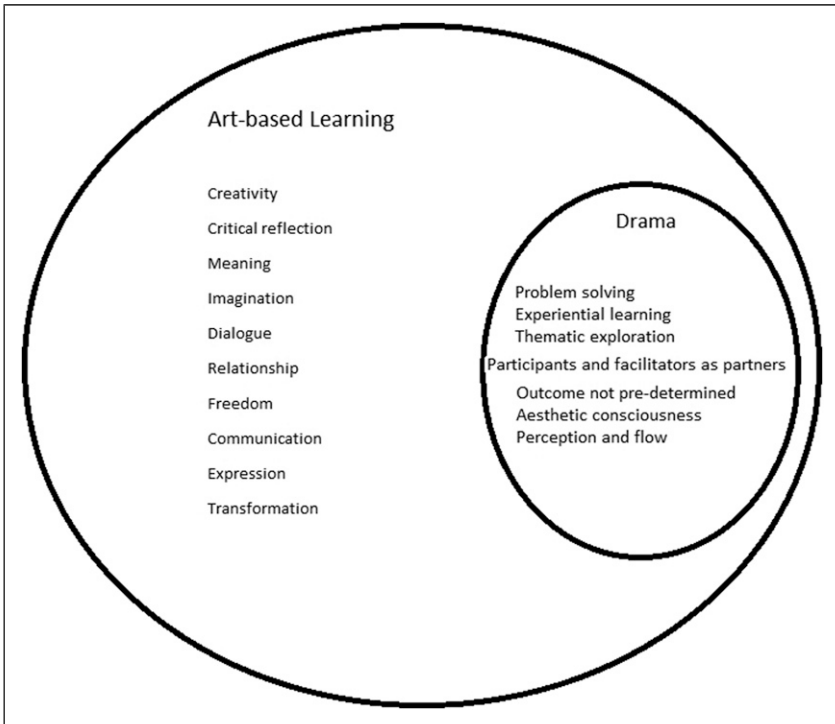 Art-based Learning
Creativity
Critical reflection
Meaning
Imagination
Dialogue
Relationship
Freedom
Communication
Expression
Transformation
Drama
Problem solving
Experiential learning
Thematic exploration
Participants and facilitators as partners
Outcome not pre-determined
Aesthetic consciousness
Perception and flow